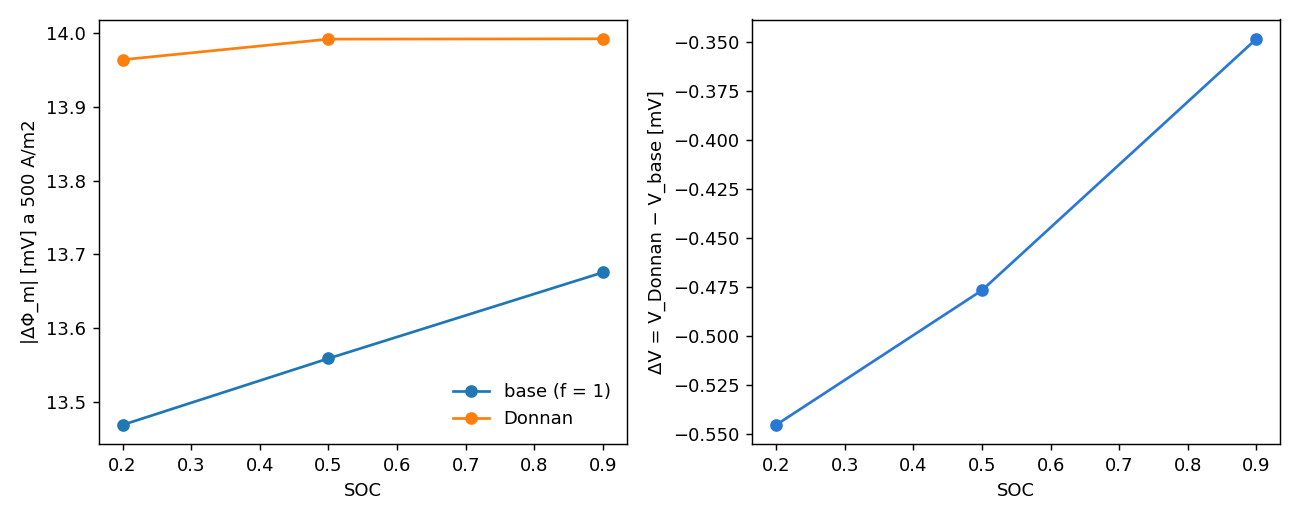 14.0
13.9
13.8
13.7
13.6
13.5
|ΔΦ_m| [mV] a 500 A/m2
base (f = 1)
Donnan
0.2 0.3 0.4 0.5 0.6 0.7 0.8 0.9
SOC
−0.350
−0.375
−0.400
−0.425
−0.450
−0.475
−0.500
−0.525
−0.550
ΔV = V_Donnan − V_base [mV]
0.2 0.3 0.4 0.5 0.6 0.7 0.8 0.9
SOC